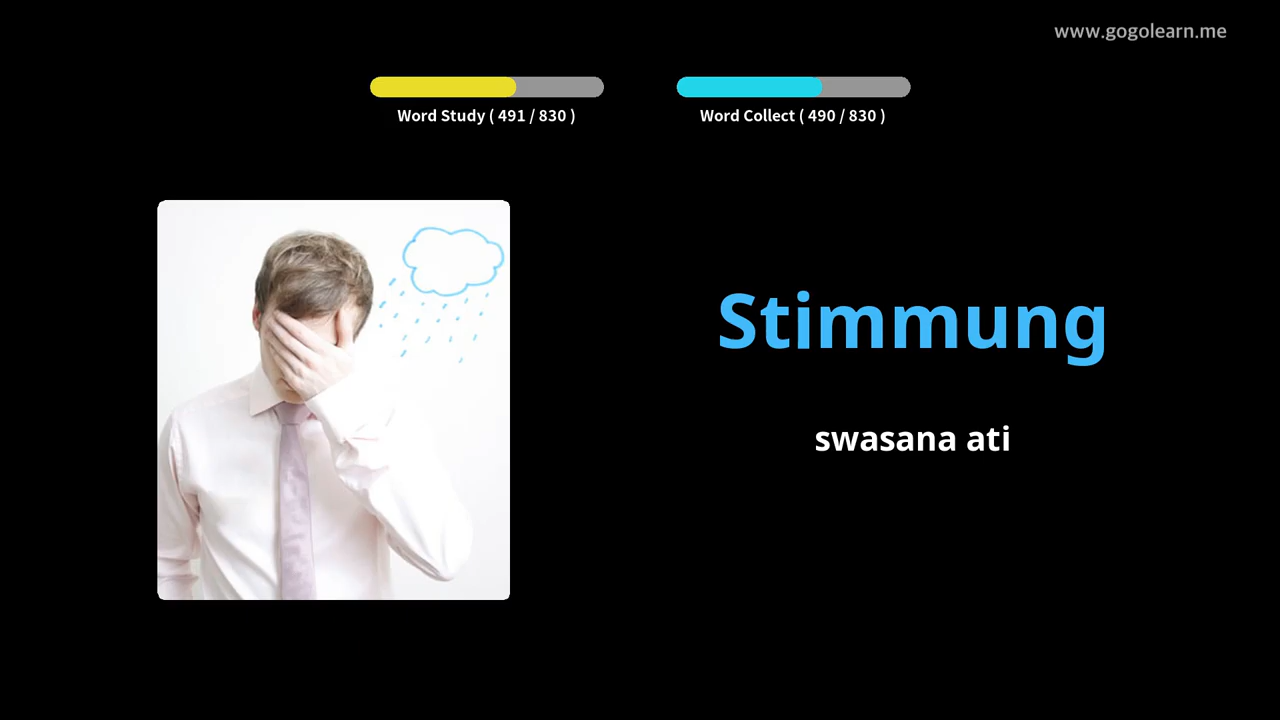 www.gogolearn.me
Word Study ( 491 / 830 )
Word Collect ( 490 / 830 )
Stimmung
swasana ati